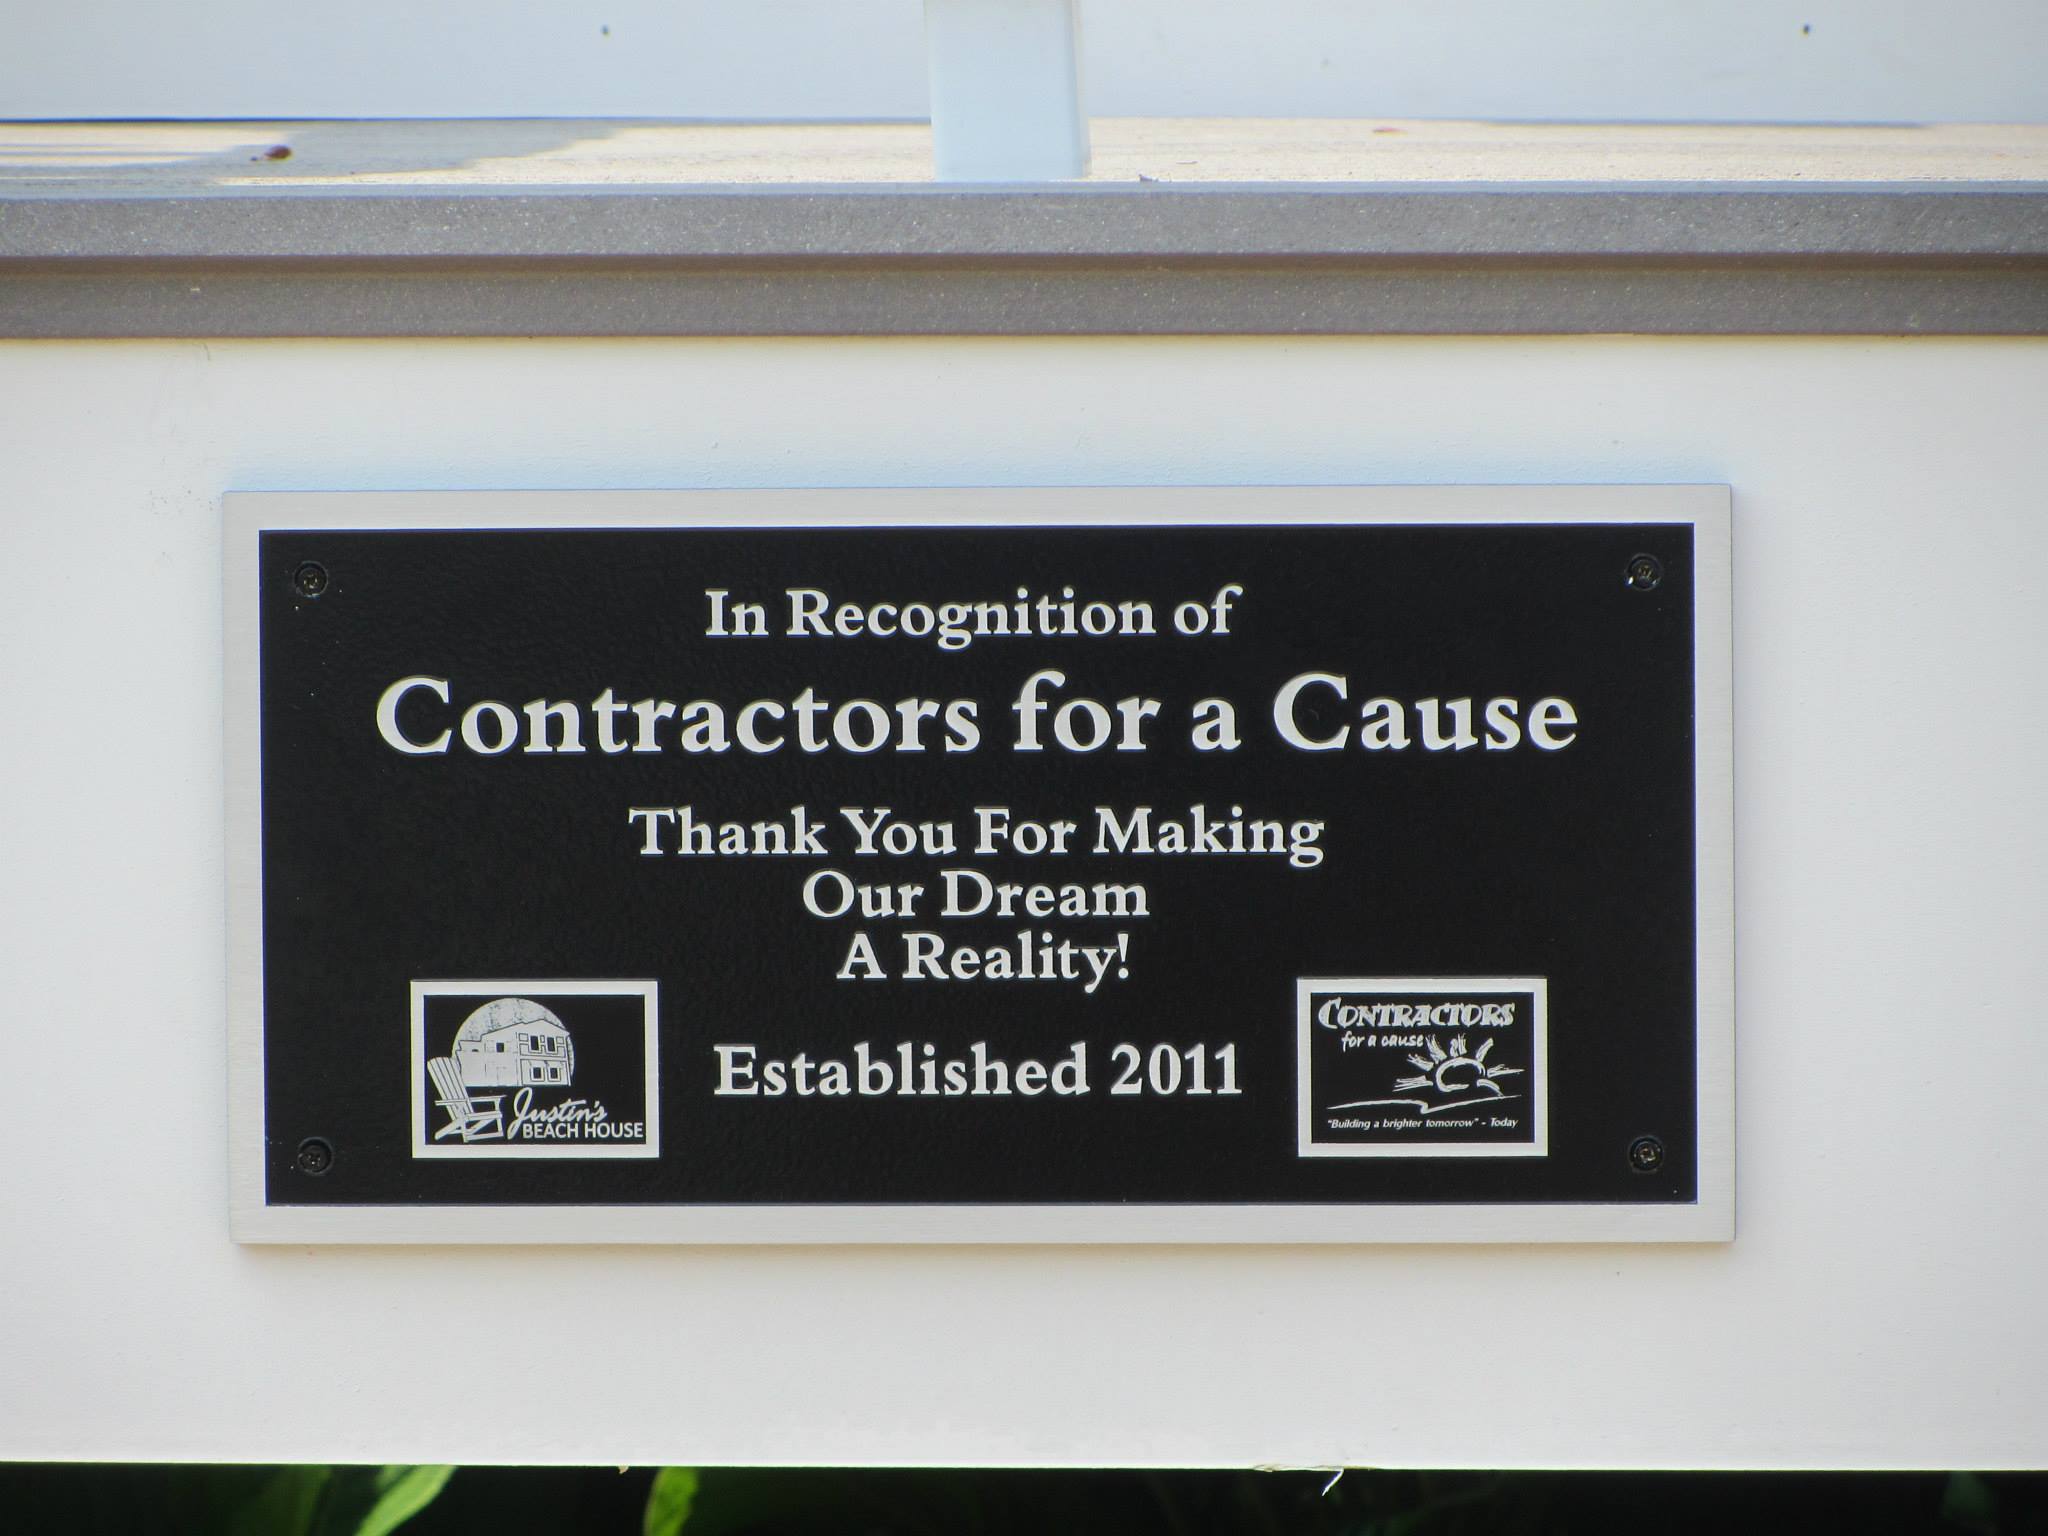 In Recognition of
Contractors for a Cause
Thank You For Making
Our Dream
A Reality!
Established 2011
Justin's
BEACH HOUSE
CONTRACTORS
for a cause
"Building a brighter tomorrow" - Today